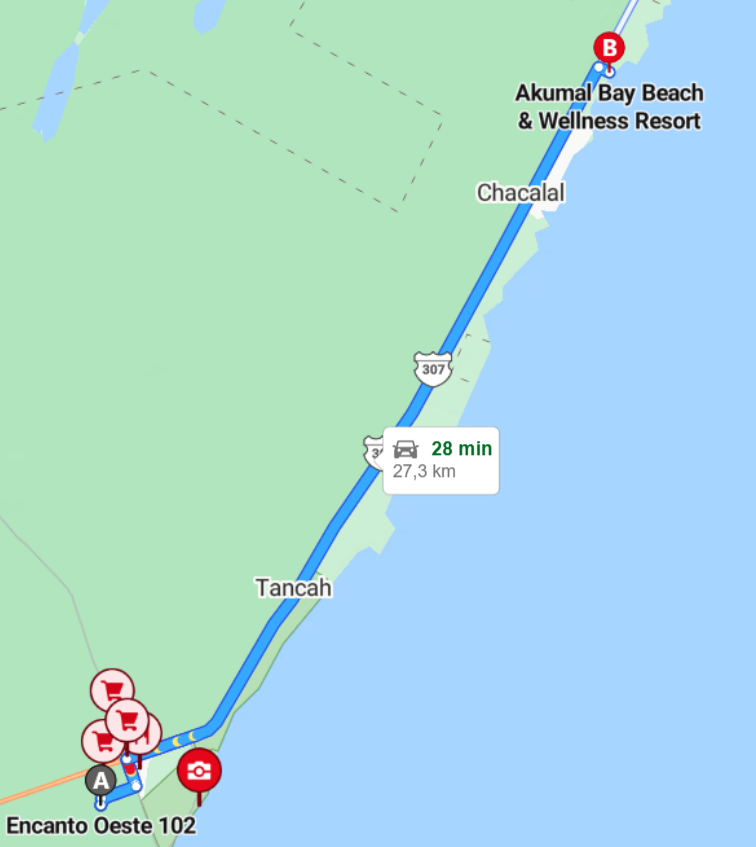 B
Akumal Bay Beach
& Wellness Resort
Chacalal
307
28 min
27,3 km
Tancah
A
Encanto Oeste 102